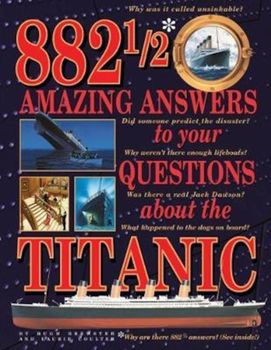 Why was it called unsinkable?
882 1/2*
AMAZING ANSWERS
Did someone predict the disaster?
to your
Why weren't there enough lifeboats?
QUESTIONS
Was there a real Jack Dawson?
about the
What happened to the dogs on board?
TITANIC
BY HUGH BREWSTER
AND LAURIE COULTER
*Why are there 882 1/2 answers? (See inside!)